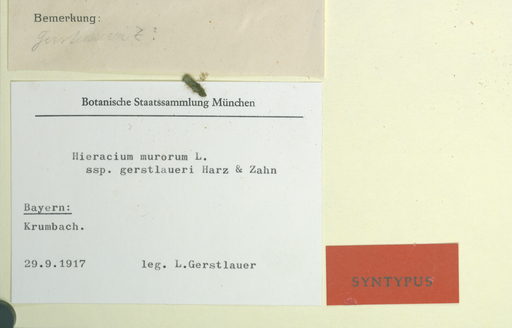 Bemerkung:
Botanische Staatssammlung München
Hieracium murorum L.
ssp. gerstlaueri Harz & Zahn
Bayern:
Krumbach.
29.9.1917 leg. L.Gerstlauer
SYNTYPUS